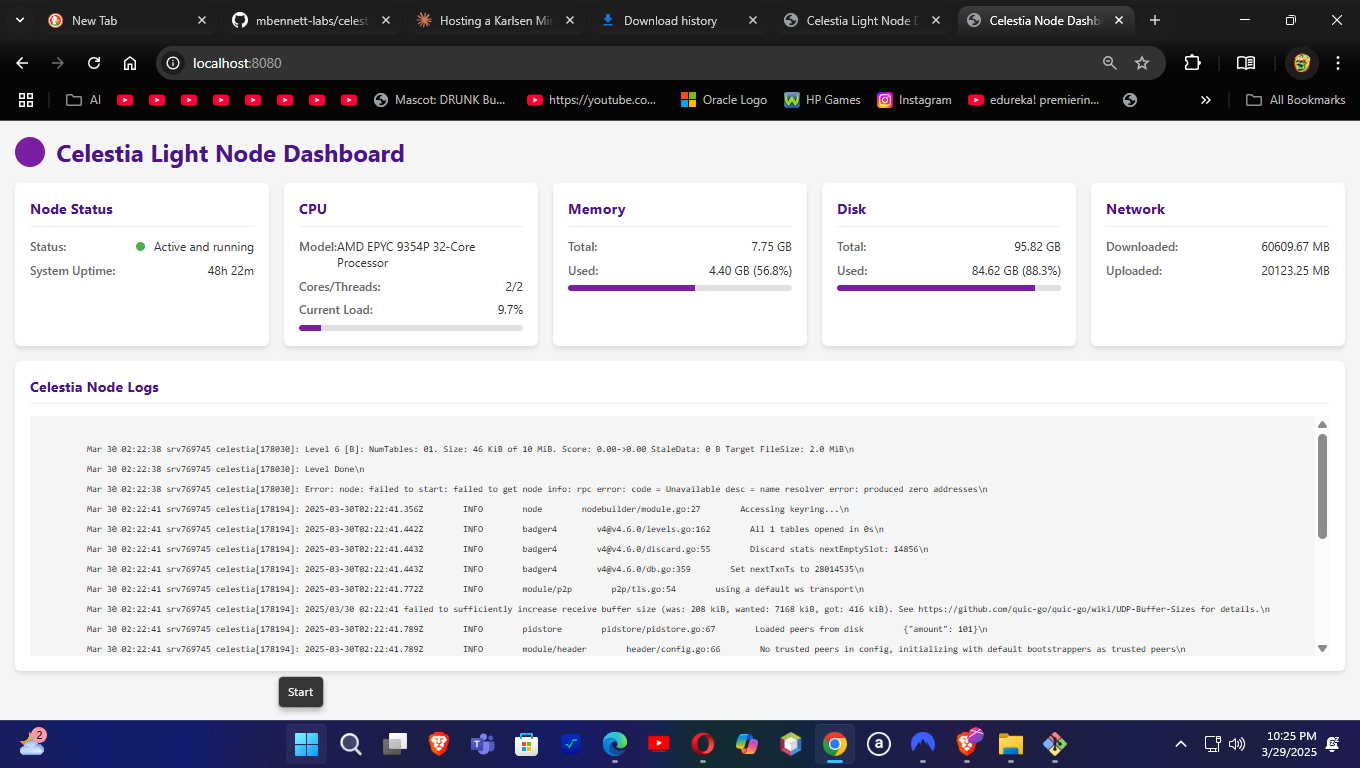 New Tab
mbennett-labs/celest
Hosting a Karlsen Mi
Download history
Celestia Light Node D
Celestia Node Dashb
localhost:8080
AI
Mascot: DRUNK Bu...
https://youtube.co...
Oracle Logo
HP Games
Instagram
edureka! premierin...
All Bookmarks
Celestia Light Node Dashboard
Node Status
Status: Active and running
System Uptime: 48h 22m
CPU
Model: AMD EPYC 9354P 32-Core
Processor
Cores/Threads: 2/2
Current Load: 9.7%
Memory
Total: 7.75 GB
Used: 4.40 GB (56.8%)
Disk
Total: 95.82 GB
Used: 84.62 GB (88.3%)
Network
Downloaded: 60609.67 MB
Uploaded: 20123.25 MB
Celestia Node Logs
Mar 30 02:22:38 srv769745 celestia[178030]: Level 6 [B]: NumTables: 01. Size: 46 KiB of 10 MiB. Score: 0.00->0.00 StaleData: 0 B Target FileSize: 2.0 MiB\n
Mar 30 02:22:38 srv769745 celestia[178030]: Level Done\n
Mar 30 02:22:38 srv769745 celestia[178030]: Error: node: failed to start: failed to get node info: rpc error: code = Unavailable desc = name resolver error: produced zero addresses\n
Mar 30 02:22:41 srv769745 celestia[178194]: 2025-03-30T02:22:41.356Z INFO node nodebuilder/module.go:27 Accessing keyring...\n
Mar 30 02:22:41 srv769745 celestia[178194]: 2025-03-30T02:22:41.442Z INFO badger4 v4@v4.6.0/levels.go:162 All 1 tables opened in 0s\n
Mar 30 02:22:41 srv769745 celestia[178194]: 2025-03-30T02:22:41.443Z INFO badger4 v4@v4.6.0/discard.go:55 Discard stats nextEmptySlot: 14856\n
Mar 30 02:22:41 srv769745 celestia[178194]: 2025-03-30T02:22:41.443Z INFO badger4 v4@v4.6.0/db.go:359 Set nextTxnTs to 28014535\n
Mar 30 02:22:41 srv769745 celestia[178194]: 2025-03-30T02:22:41.772Z INFO module/p2p p2p/tls.go:54 using a default ws transport\n
Mar 30 02:22:41 srv769745 celestia[178194]: 2025/03/30 02:22:41 failed to sufficiently increase receive buffer size (was: 208 kiB, wanted: 7168 kiB, got: 416 kiB). See https://github.com/quic-go/quic-go/wiki/UDP-Buffer-Sizes for details.\n
Mar 30 02:22:41 srv769745 celestia[178194]: 2025-03-30T02:22:41.789Z INFO pidstore pidstore/pidstore.go:67 Loaded peers from disk {"amount": 101}\n
Mar 30 02:22:41 srv769745 celestia[178194]: 2025-03-30T02:22:41.789Z INFO module/header header/config.go:66 No trusted peers in config, initializing with default bootstrappers as trusted peers\n
Start
2
10:25 PM
3/29/2025